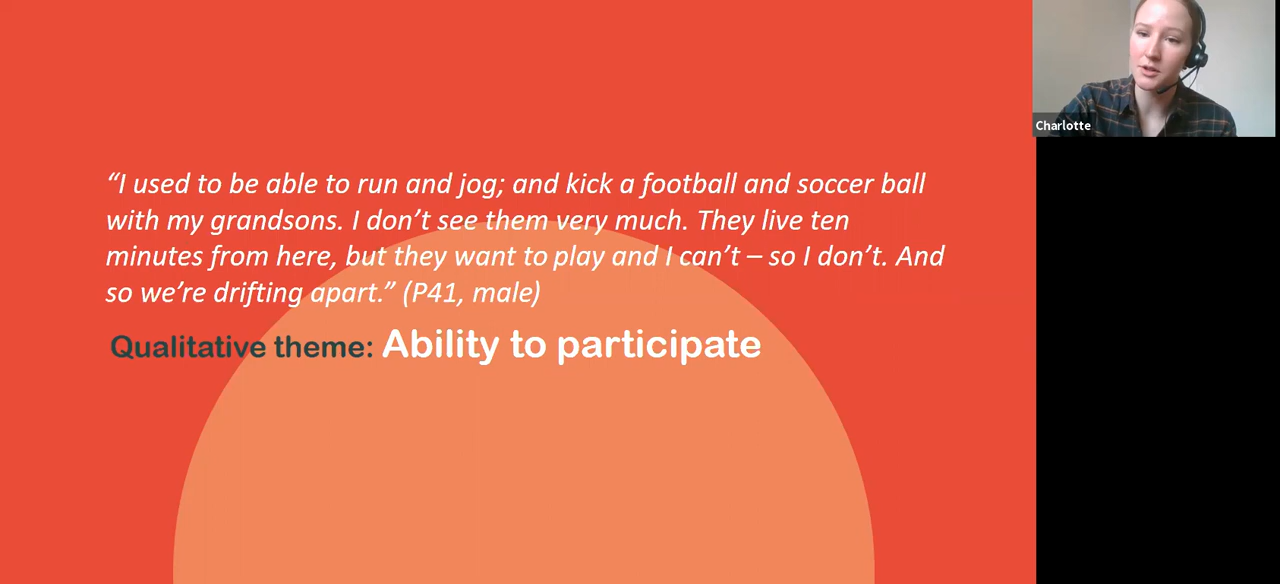 “I used to be able to run and jog; and kick a football and soccer ball
with my grandsons. I don’t see them very much. They live ten
minutes from here, but they want to play and I can’t – so I don’t. And
so we’re drifting apart.” (P41, male)
Qualitative theme: Ability to participate
Charlotte